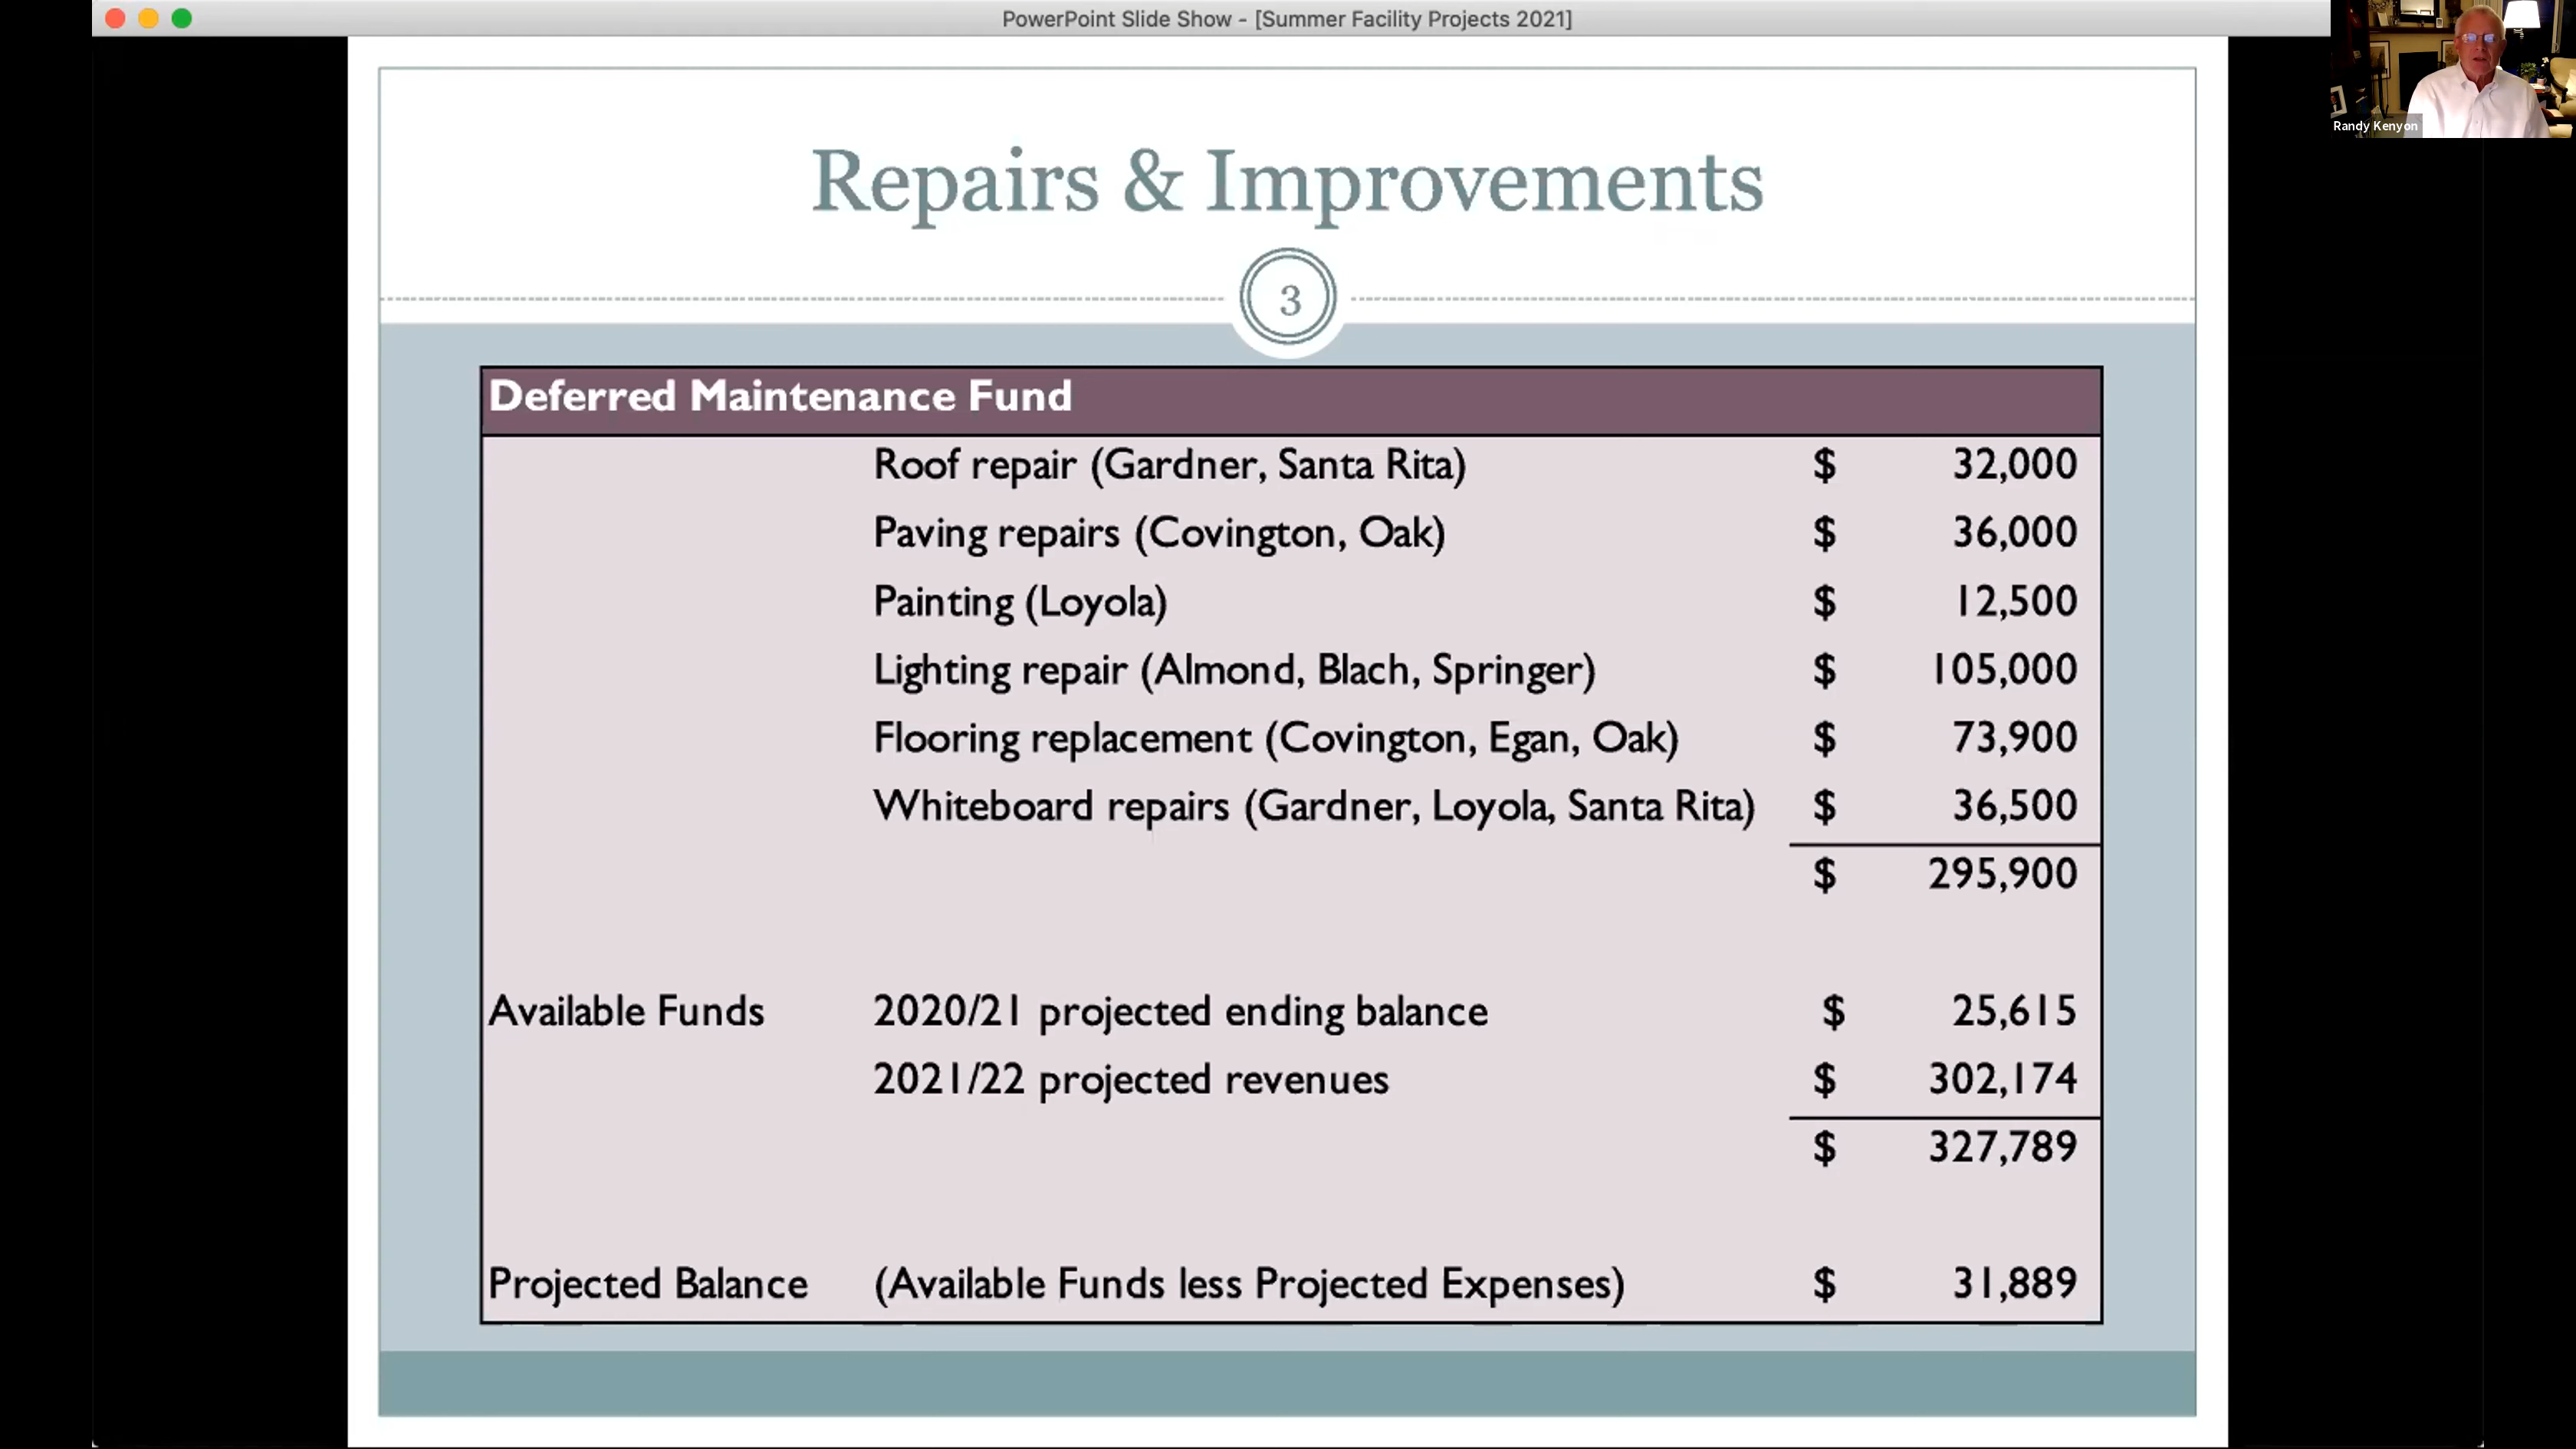 PowerPoint Slide Show - [Summer Facility Projects 2021]
Randy Kenyon
Repairs & Improvements
3
Deferred Maintenance Fund
Roof repair (Gardner, Santa Rita) $ 32,000
Paving repairs (Covington, Oak) $ 36,000
Painting (Loyola) $ 12,500
Lighting repair (Almond, Blach, Springer) $ 105,000
Flooring replacement (Covington, Egan, Oak) $ 73,900
Whiteboard repairs (Gardner, Loyola, Santa Rita) $ 36,500
$ 295,900
Available Funds 2020/21 projected ending balance $ 25,615
2021/22 projected revenues $ 302,174
$ 327,789
Projected Balance (Available Funds less Projected Expenses) $ 31,889